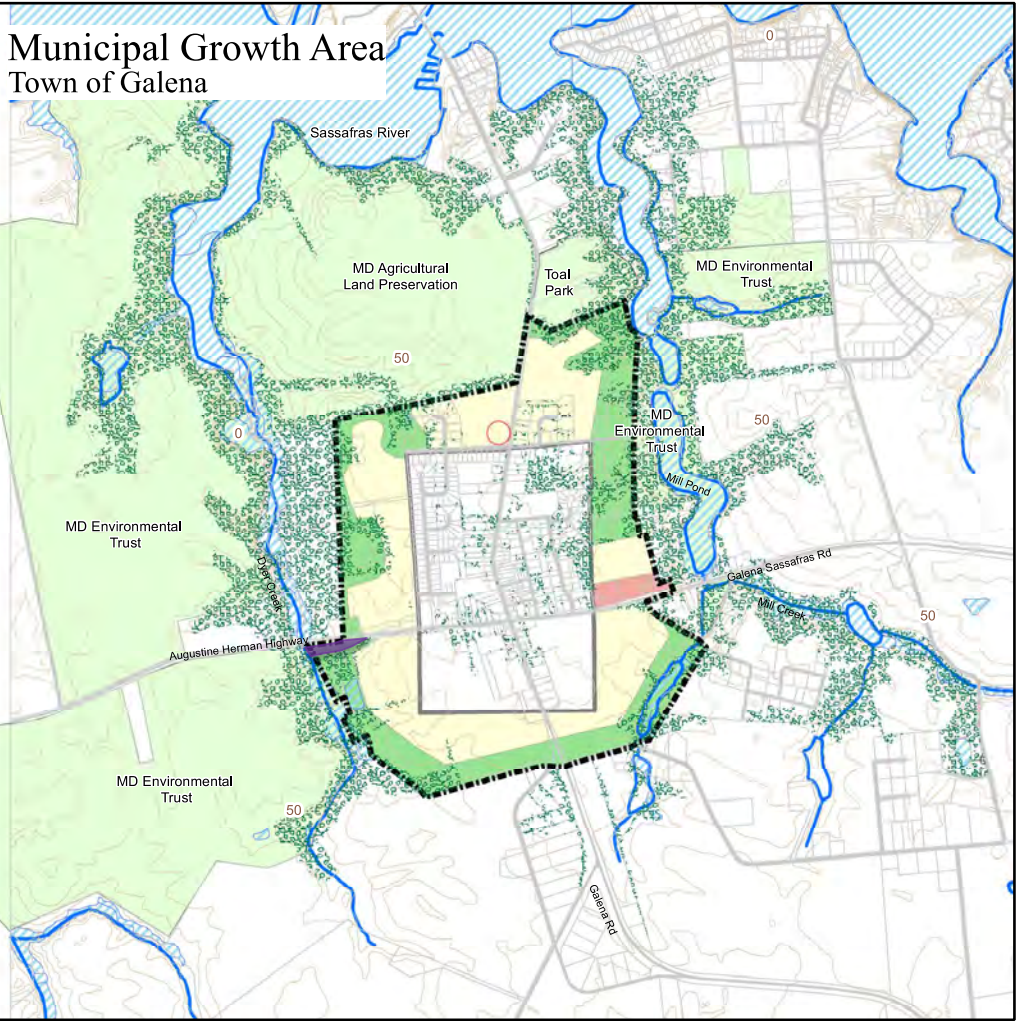 Municipal Growth Area
Town of Galena
0
Sassafras River
MD Agricultural
Land Preservation
Toal
Park
MD Environmental
Trust
50
0
MD
Environmental
Trust
50
Mill Pond
MD Environmental
Trust
Dyer Creek
Galena Sassafras Rd
Mill Creek
50
Augustine Herman Highway
MD Environmental
Trust
50
Galena Rd